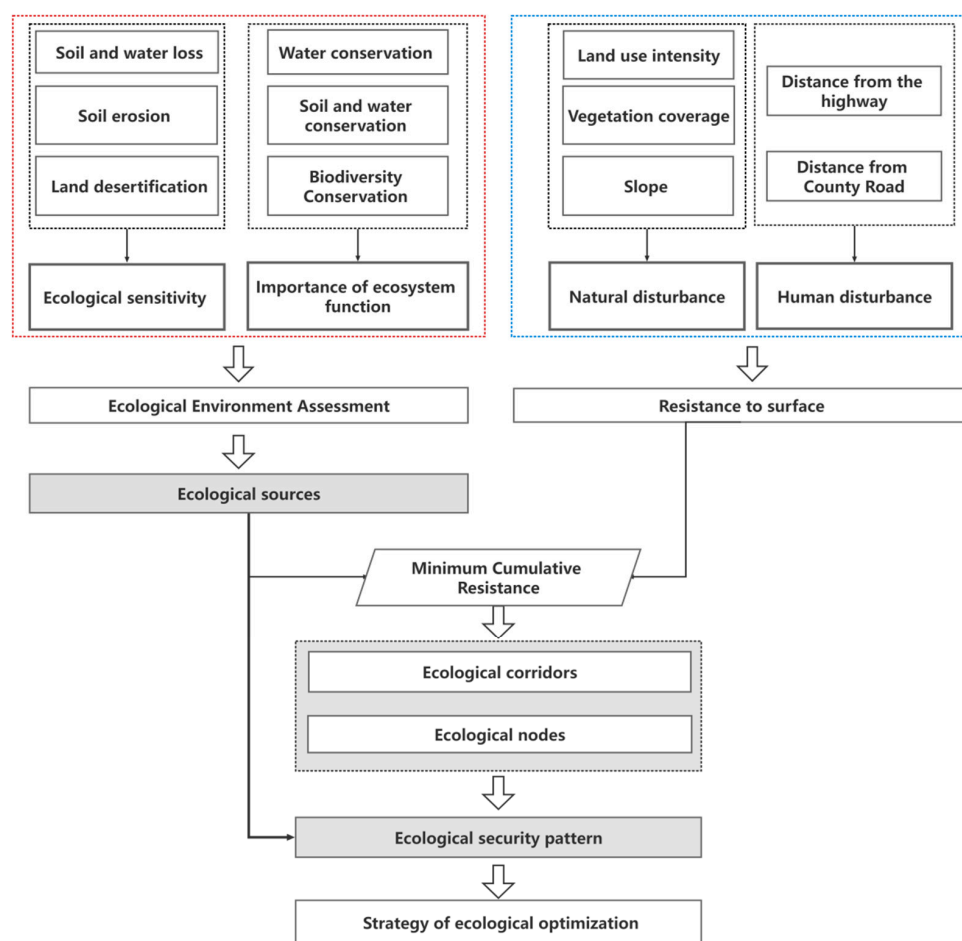 Soil and water loss
Soil erosion
Land desertification
Ecological sensitivity
Water conservation
Soil and water
conservation
Biodiversity
Conservation
Importance of ecosystem
function
Land use intensity
Vegetation coverage
Slope
Natural disturbance
Distance from the
highway
Distance from
County Road
Human disturbance
Ecological Environment Assessment
Resistance to surface
Ecological sources
Minimum Cumulative
Resistance
Ecological corridors
Ecological nodes
Ecological security pattern
Strategy of ecological optimization